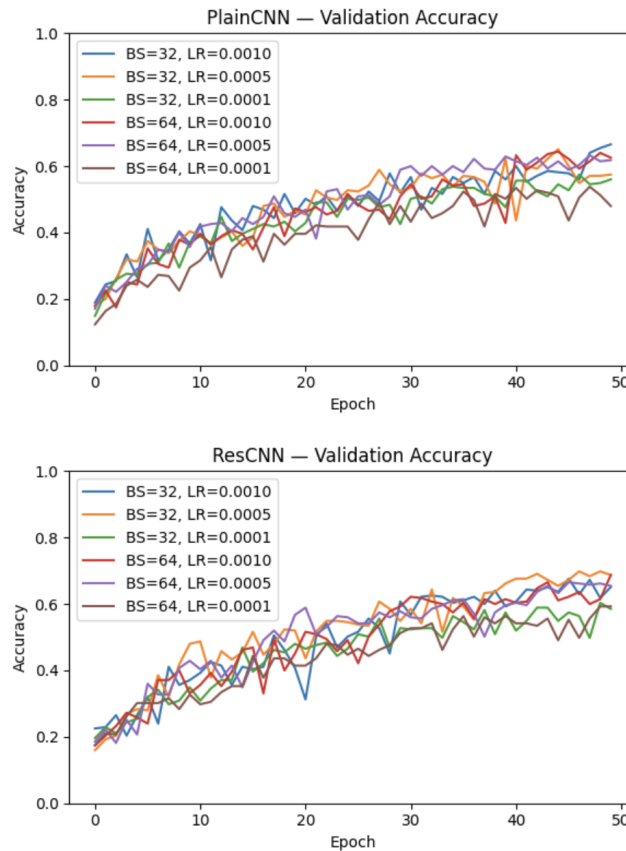 PlainCNN — Validation Accuracy
1.0
0.8
0.6
0.4
0.2
0.0
Accuracy
BS=32, LR=0.0010
BS=32, LR=0.0005
BS=32, LR=0.0001
BS=64, LR=0.0010
BS=64, LR=0.0005
BS=64, LR=0.0001
0 10 20 30 40 50
Epoch
ResCNN — Validation Accuracy
1.0
0.8
0.6
0.4
0.2
0.0
Accuracy
BS=32, LR=0.0010
BS=32, LR=0.0005
BS=32, LR=0.0001
BS=64, LR=0.0010
BS=64, LR=0.0005
BS=64, LR=0.0001
0 10 20 30 40 50
Epoch